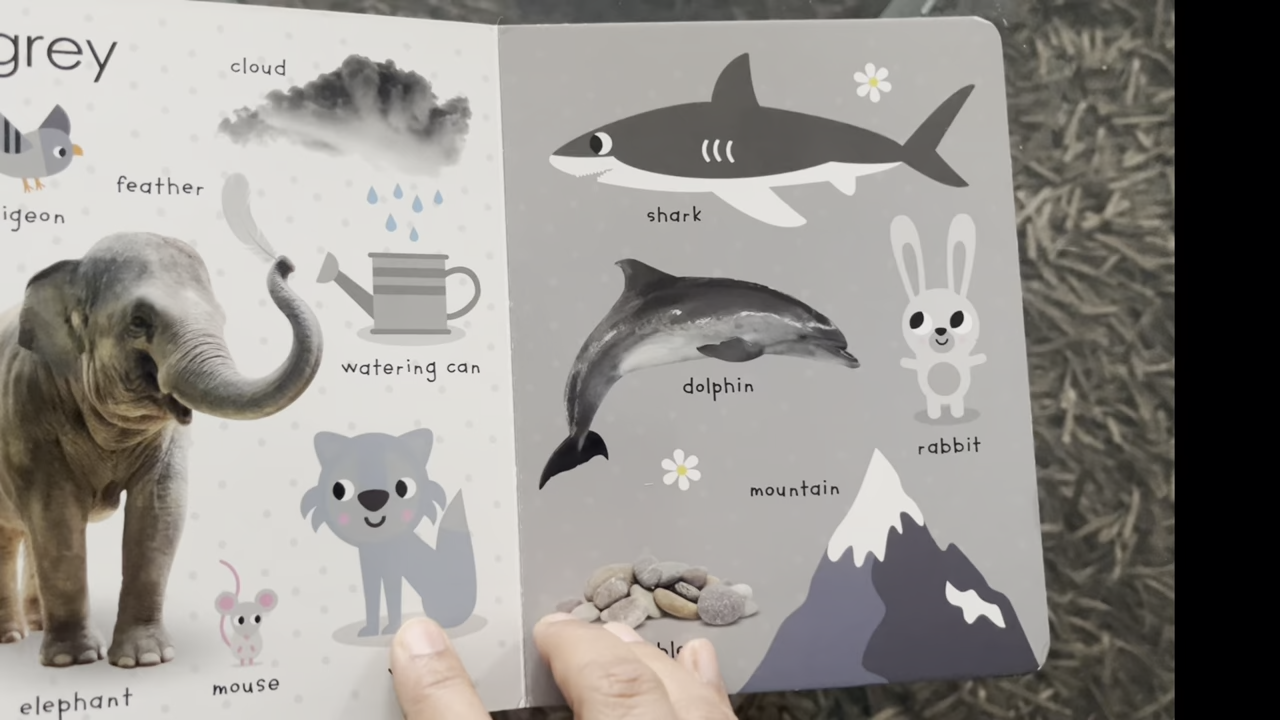 grey
cloud
feather
igeon
watering can
elephant
mouse
shark
dolphin
rabbit
mountain